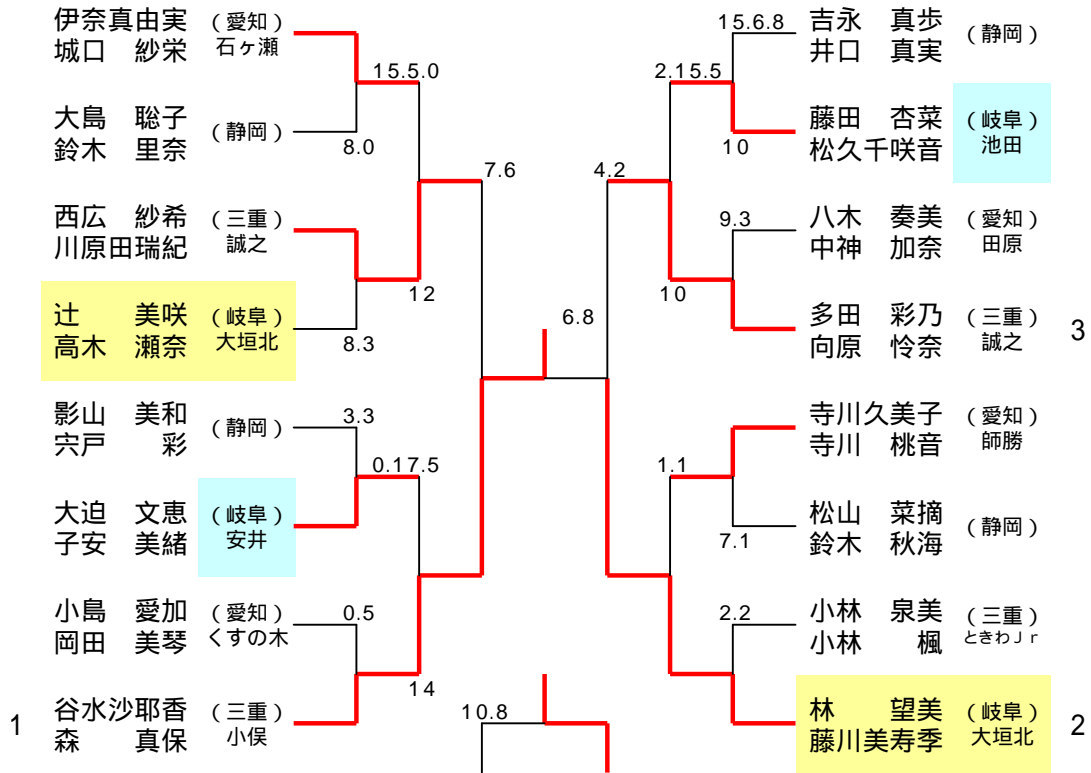 伊奈真由実 (愛知)
城口 紗栄 石ヶ瀬
15.5.0
大島 聡子 (静岡)
鈴木 里奈
8.0
7.6
西広 紗希 (三重)
川原田瑞紀 誠之
12
辻 美咲 (岐阜)
高木 瀬奈 大垣北
8.3
影山 美和 (静岡)
宍戸 彩
3.3
0.17.5
大迫 文恵 (岐阜)
子安 美緒 安井
小島 愛加 (愛知)
岡田 美琴 くすの木
0.5
14
1
谷水沙耶香 (三重)
森 真保 小俣
6.8
10.8
15.6.8
吉永 真歩 (静岡)
井口 真実
2.15.5
藤田 杏菜 (岐阜)
松久千咲音 池田
10
4.2
9.3
八木 奏美 (愛知)
中神 加奈 田原
10
多田 彩乃 (三重)
向原 怜奈 誠之
3
寺川久美子 (愛知)
寺川 桃音 師勝
1.1
松山 菜摘 (静岡)
鈴木 秋海
7.1
2.2
小林 泉美 (三重)
小林 楓 ときわJr
林 望美 (岐阜)
藤川美寿季 大垣北
2